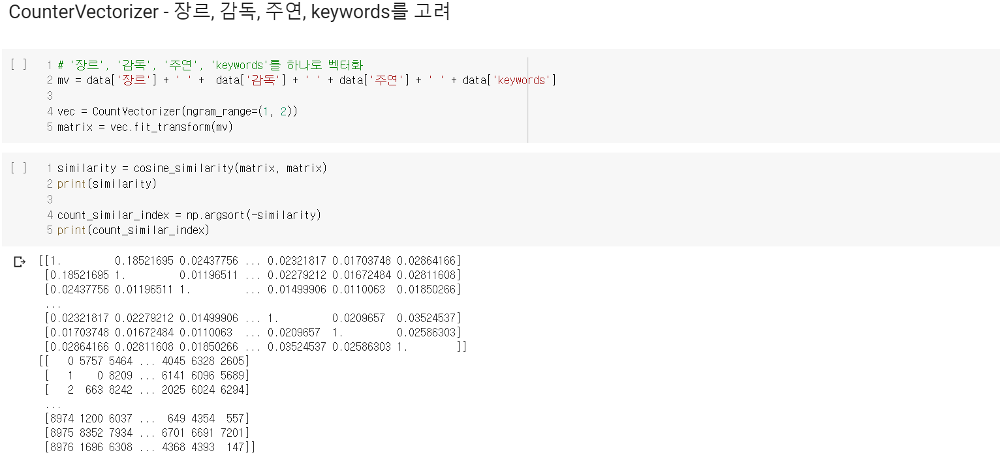 CounterVectorizer - 장르, 감독, 주연, keywords를 고려
[ ] 1 # '장르', '감독', '주연', 'keywords'를 하나로 벡터화
2 mv = data['장르'] + ' ' +  data['감독'] + ' ' + data['주연'] + ' ' + data['keywords']
3
4 vec = CountVectorizer(ngram_range=(1, 2))
5 matrix = vec.fit_transform(mv)
[ ] 1 similarity = cosine_similarity(matrix, matrix)
2 print(similarity)
3
4 count_similar_index = np.argsort(-similarity)
5 print(count_similar_index)
[[1.         0.18521695 0.02437756 ... 0.02321817 0.01703748 0.02864166]
[0.18521695 1.         0.01196511 ... 0.02279212 0.01672484 0.02811608]
[0.02437756 0.01196511 1.         ... 0.01499906 0.0110063  0.01850266]
...
[0.02321817 0.02279212 0.01499906 ... 1.         0.0209657  0.03524537]
[0.01703748 0.01672484 0.0110063  ... 0.0209657  1.         0.02586303]
[0.02864166 0.02811608 0.01850266 ... 0.03524537 0.02586303 1.        ]]
[[   0 5757 5464 ... 4045 6328 2605]
[   1    0 8209 ... 6141 6096 5689]
[   2  663 8242 ... 2025 6024 6294]
...
[8974 1200 6037 ...  649 4354  557]
[8975 8352 7934 ... 6701 6691 7201]
[8976 1696 6308 ... 4368 4393  147]]